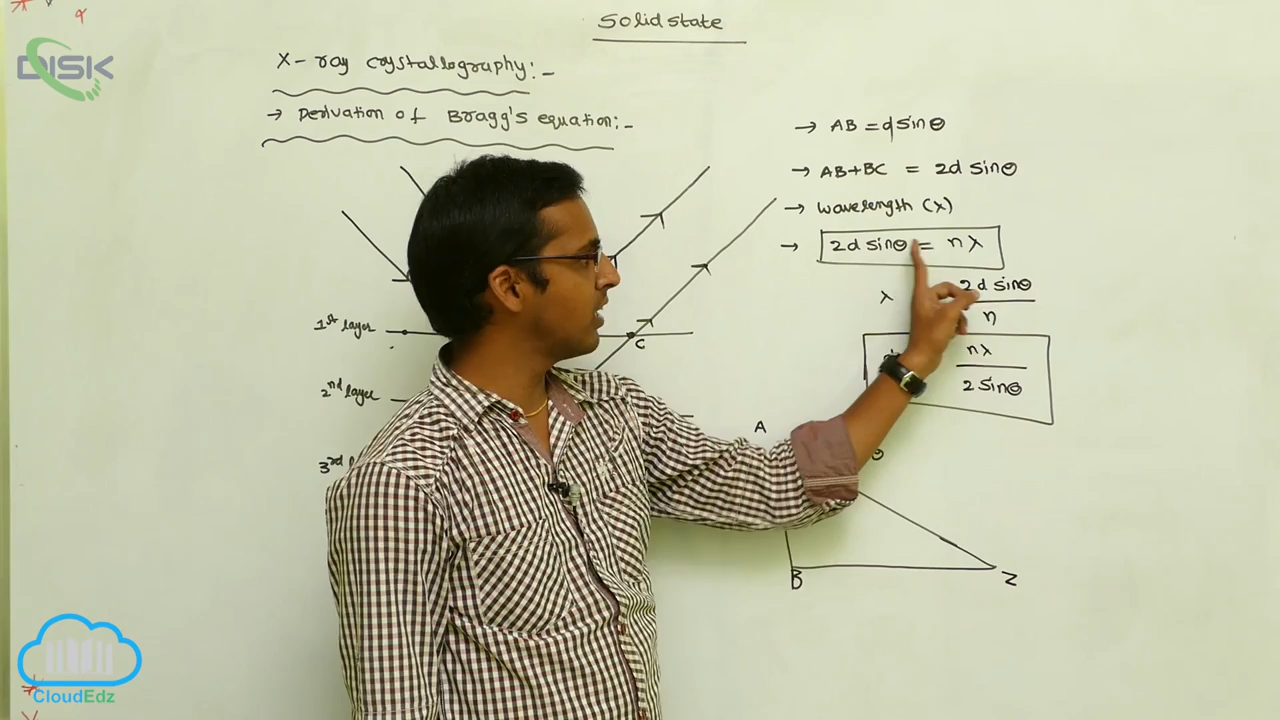 Solid state
DISK
X-ray crystallography:-
→ Derivation of Bragg's equation:-
→ AB = dsinθ
→ AB+BC = 2d sinθ
→ wavelength (λ)
→ 2d sinθ = nλ
λ 2d sinθ
n
nλ
2 sinθ
1st layer
C
2nd layer
3rd
A
θ
B
Z
CloudEdz